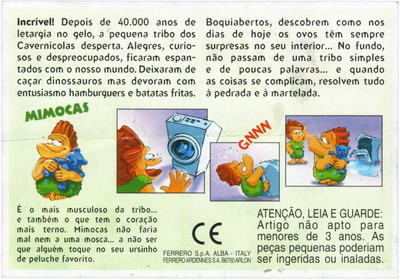 Incrível! Depois de 40.000 anos de
letargia no gelo, a pequena tribo dos
Cavernicolas desperta. Alegres, curio-
sos e despreocupados, ficaram espan-
tados com o nosso mundo. Deixaram de
caçar dinossauros mas devoram com
entusiasmo hamburguers e batatas fritas.
Boquiabertos, descobrem como nos
dias de hoje os ovos têm sempre
surpresas no seu interior... No fundo,
não passam de uma tribo simples
e de poucas palavras... e quando
as coisas se complicam, resolvem tudo
à pedrada e à martelada.
MIMOCAS
GNNN
É o mais musculoso da tribo...
e também o que tem o coração
mais terno. Mimocas não faria
mal nem a uma mosca... a não ser
que alguém toque no seu ursinho
de peluche favorito.
CE
FERRERO S.p.A. ALBA - ITALY
FERRERO ARDENNES S.A. B6700 ARLON
ATENÇÃO, LEIA E GUARDE:
Artigo não apto para
menores de 3 anos. As
peças pequenas poderiam
ser ingeridas ou inaladas.